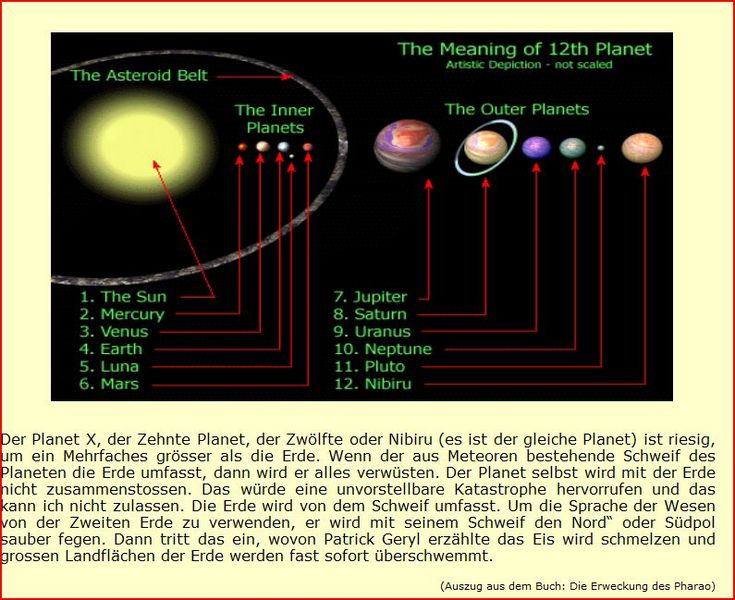 The Meaning of 12th Planet
Artistic Depiction - not scaled
The Asteroid Belt
The Inner
Planets
The Outer Planets
1. The Sun
2. Mercury
3. Venus
4. Earth
5. Luna
6. Mars
7. Jupiter
8. Saturn
9. Uranus
10. Neptune
11. Pluto
12. Nibiru
Der Planet X, der Zehnte Planet, der Zwölfte oder Nibiru (es ist der gleiche Planet) ist riesig,
um ein Mehrfaches grösser als die Erde. Wenn der aus Meteoren bestehende Schweif des
Planeten die Erde umfasst, dann wird er alles verwüsten. Der Planet selbst wird mit der Erde
nicht zusammenstossen. Das würde eine unvorstellbare Katastrophe hervorrufen und das
kann ich nicht zulassen. Die Erde wird von dem Schweif umfasst. Um die Sprache der Wesen
von der Zweiten Erde zu verwenden, er wird mit seinem Schweif den Nord“ oder Südpol
sauber fegen. Dann tritt das ein, wovon Patrick Geryl erzählte das Eis wird schmelzen und
grossen Landflächen der Erde werden fast sofort überschwemmt.
(Auszug aus dem Buch: Die Erweckung des Pharao)